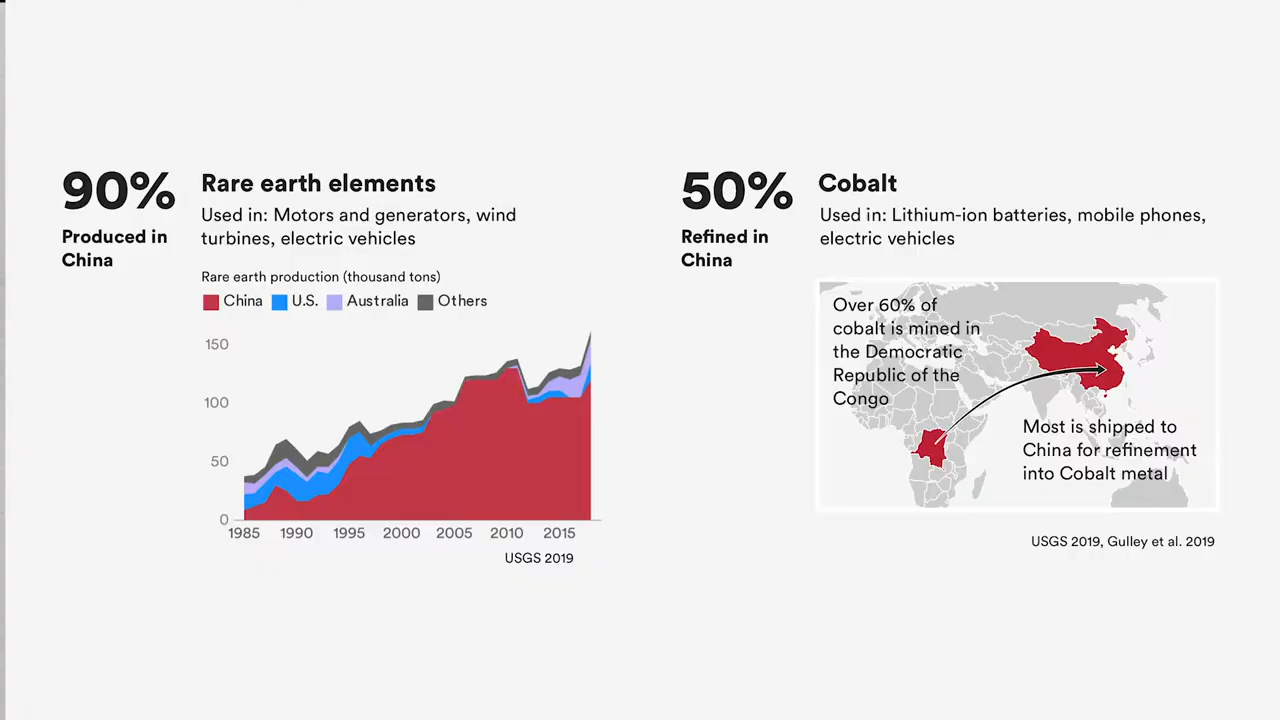 90%
Produced in
China
Rare earth elements
Used in: Motors and generators, wind
turbines, electric vehicles
Rare earth production (thousand tons)
China U.S. Australia Others
150
100
50
0
1985 1990 1995 2000 2005 2010 2015
USGS 2019
50%
Refined in
China
Cobalt
Used in: Lithium-ion batteries, mobile phones,
electric vehicles
Over 60% of
cobalt is mined in
the Democratic
Republic of the
Congo
Most is shipped to
China for refinement
into Cobalt metal
USGS 2019, Gulley et al. 2019